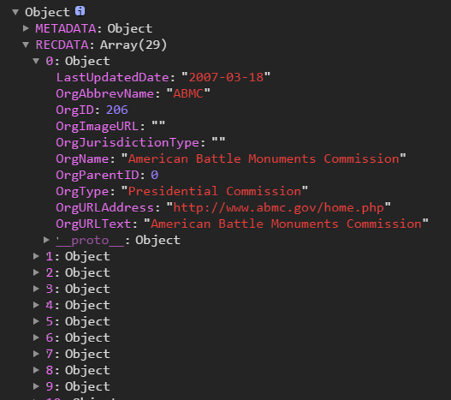 ▼ Object i
▶ METADATA: Object
▼ RECDATA: Array(29)
▼ 0: Object
LastUpdatedDate: "2007-03-18"
OrgAbbrevName: "ABMC"
OrgID: 206
OrgImageURL: ""
OrgJurisdictionType: ""
OrgName: "American Battle Monuments Commission"
OrgParentID: 0
OrgType: "Presidential Commission"
OrgURLAddress: "http://www.abmc.gov/home.php"
OrgURLText: "American Battle Monuments Commission"
▶ __proto__: Object
▶ 1: Object
▶ 2: Object
▶ 3: Object
▶ 4: Object
▶ 5: Object
▶ 6: Object
▶ 7: Object
▶ 8: Object
▶ 9: Object